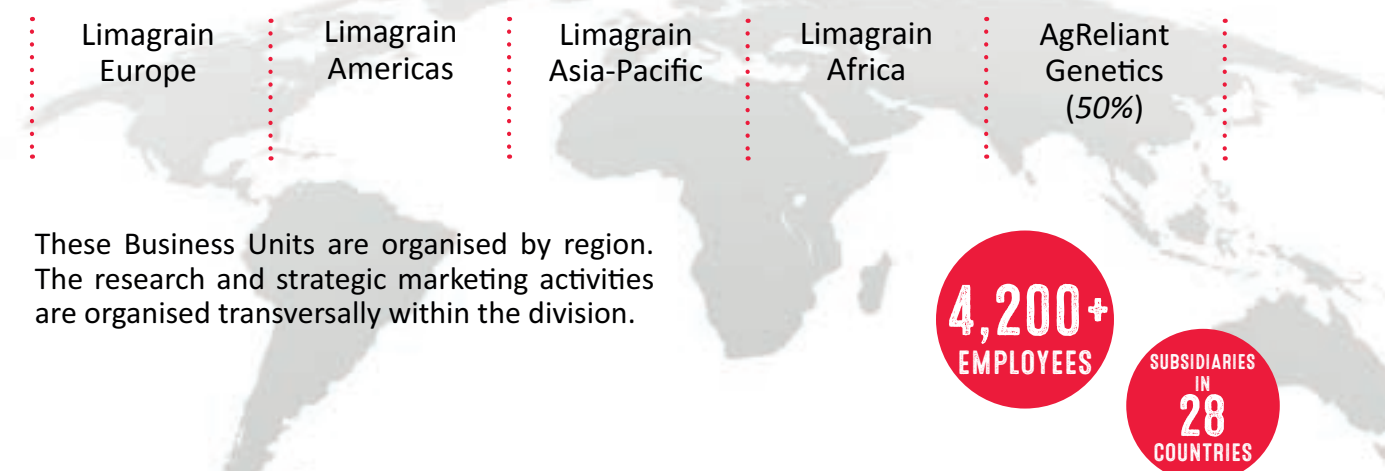 Limagrain
Europe
Limagrain
Americas
Limagrain
Asia-Pacific
Limagrain
Africa
AgReliant
Genetics
(50%)
These Business Units are organised by region.
The research and strategic marketing activities
are organised transversally within the division.
4,200+
EMPLOYEES
SUBSIDIARIES
IN
28
COUNTRIES